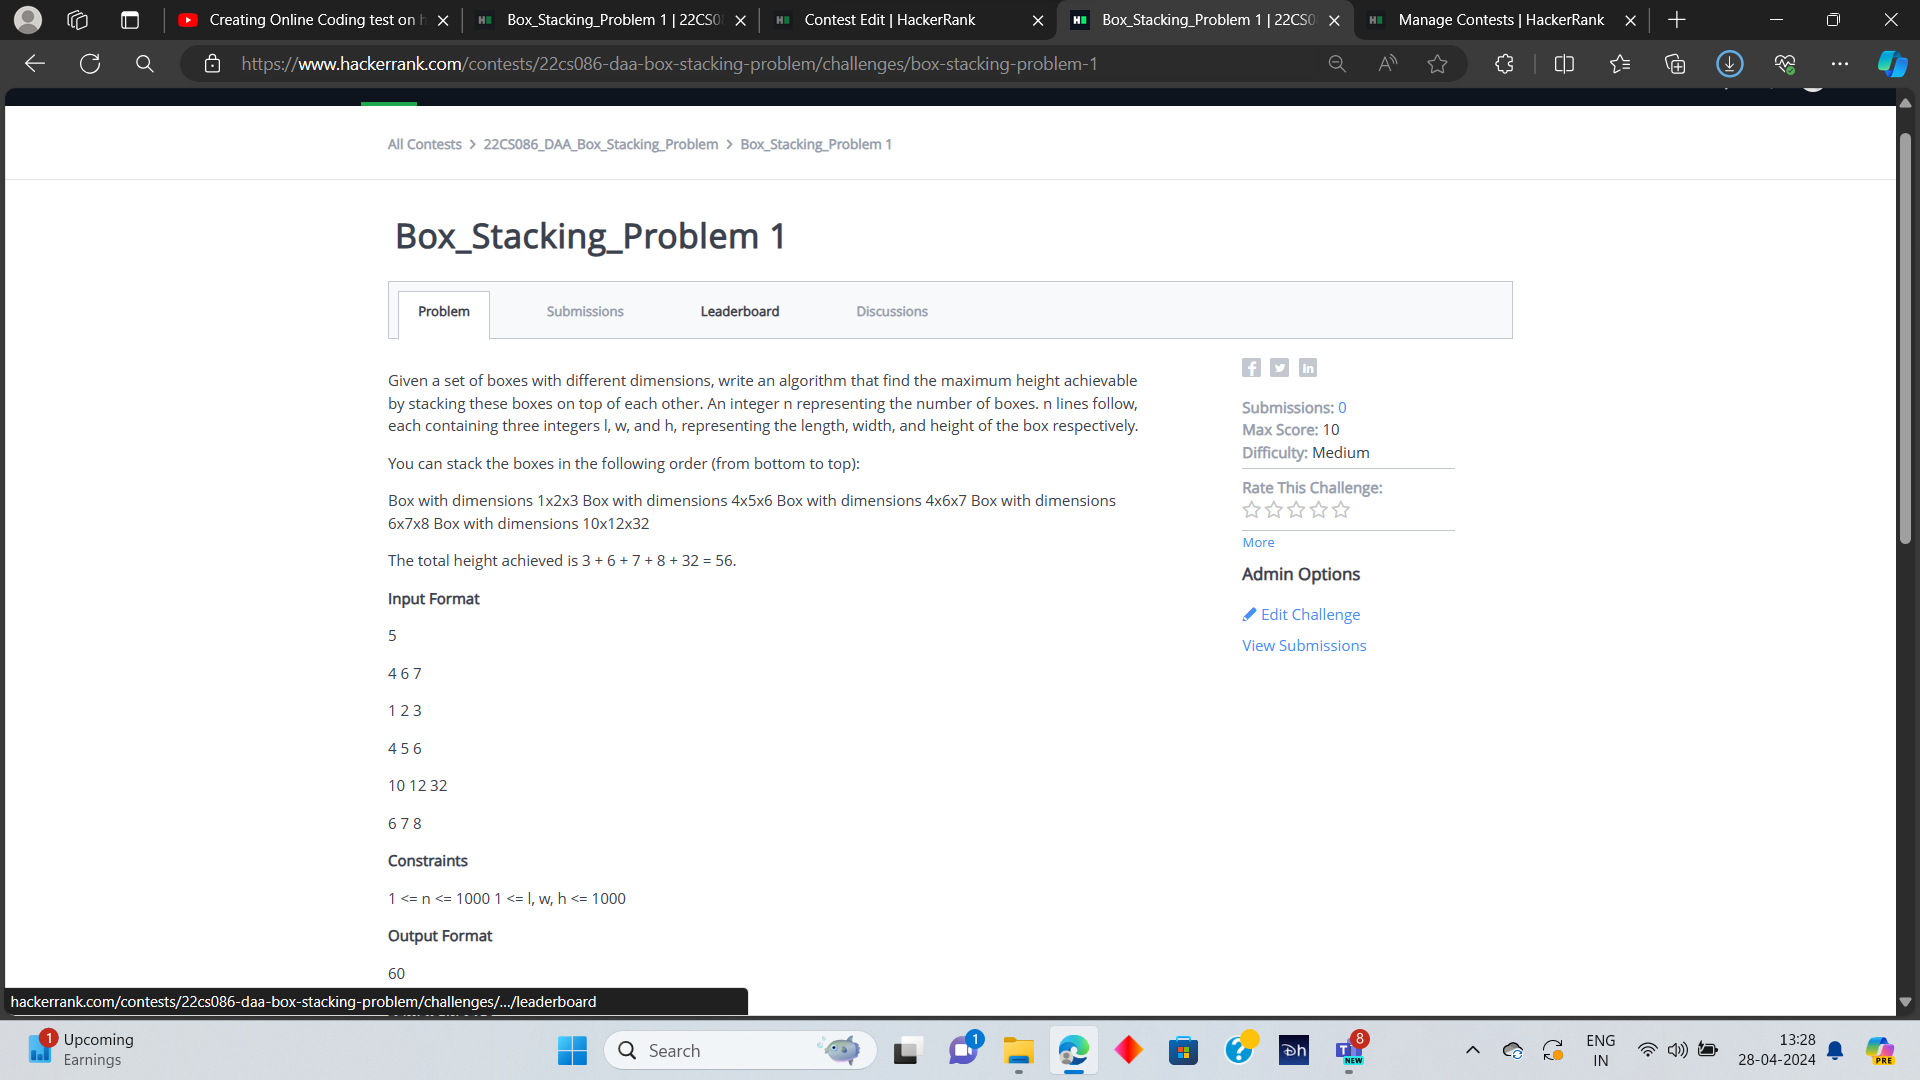 Creating Online Coding test on h
Box_Stacking_Problem 1 | 22CS0
Contest Edit | HackerRank
Box_Stacking_Problem 1 | 22CS0
Manage Contests | HackerRank
https://www.hackerrank.com/contests/22cs086-daa-box-stacking-problem/challenges/box-stacking-problem-1
All Contests > 22CS086_DAA_Box_Stacking_Problem > Box_Stacking_Problem 1
Box_Stacking_Problem 1
Problem
Submissions
Leaderboard
Discussions
Given a set of boxes with different dimensions, write an algorithm that find the maximum height achievable
by stacking these boxes on top of each other. An integer n representing the number of boxes. n lines follow,
each containing three integers l, w, and h, representing the length, width, and height of the box respectively.
You can stack the boxes in the following order (from bottom to top):
Box with dimensions 1x2x3 Box with dimensions 4x5x6 Box with dimensions 4x6x7 Box with dimensions
6x7x8 Box with dimensions 10x12x32
The total height achieved is 3 + 6 + 7 + 8 + 32 = 56.
Input Format
5
4 6 7
1 2 3
4 5 6
10 12 32
6 7 8
Constraints
1 <= n <= 1000 1 <= l, w, h <= 1000
Output Format
60
Submissions: 0
Max Score: 10
Difficulty: Medium
Rate This Challenge:
More
Admin Options
Edit Challenge
View Submissions
hackerrank.com/contests/22cs086-daa-box-stacking-problem/challenges/.../leaderboard
1
Upcoming
Earnings
Search
1
Dh
8
NEW
ENG
IN
13:28
28-04-2024
PRE